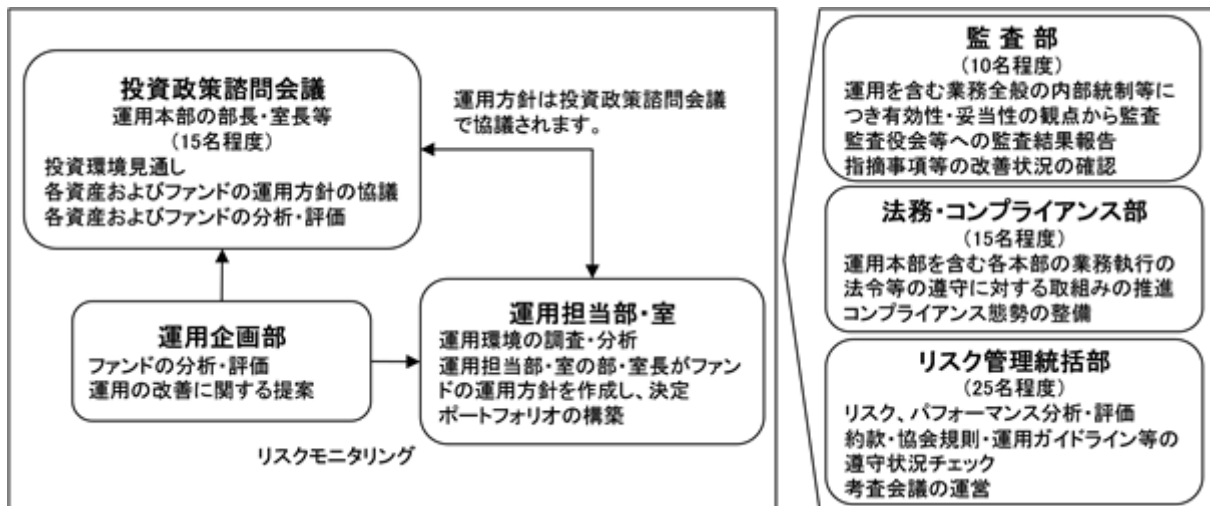 投資政策諮問会議
運用本部の部長・室長等
(15名程度)
投資環境見通し
各資産およびファンドの運用方針の協議
各資産およびファンドの分析・評価
運用方針は投資政策諮問会議
で協議されます。
運用企画部
ファンドの分析・評価
運用の改善に関する提案
運用担当部・室
運用環境の調査・分析
運用担当部・室の部・室長がファン
ドの運用方針を作成し、決定
ポートフォリオの構築
リスクモニタリング
監 査 部
(10名程度)
運用を含む業務全般の内部統制等に
つき有効性・妥当性の観点から監査
監査役会等への監査結果報告
指摘事項等の改善状況の確認
法務・コンプライアンス部
(15名程度)
運用本部を含む各本部の業務執行の
法令等の遵守に対する取組みの推進
コンプライアンス態勢の整備
リスク管理統括部
(25名程度)
リスク、パフォーマンス分析・評価
約款・協会規則・運用ガイドライン等の
遵守状況チェック
考査会議の運営